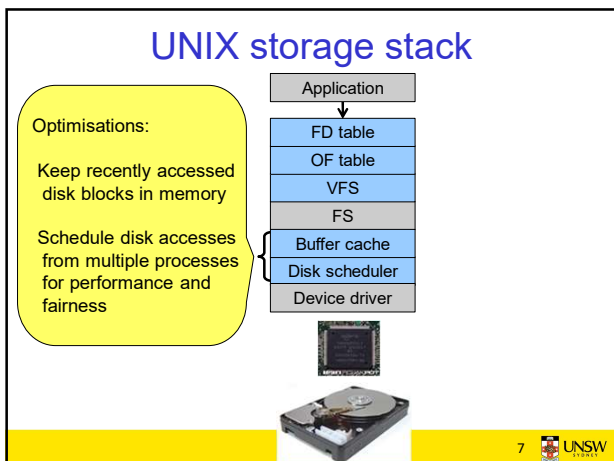 UNIX storage stack
Optimisations:
Keep recently accessed
disk blocks in memory
Schedule disk accesses
from multiple processes
for performance and
fairness
Application
FD table
OF table
VFS
FS
Buffer cache
Disk scheduler
Device driver
7
UNSW
SYDNEY